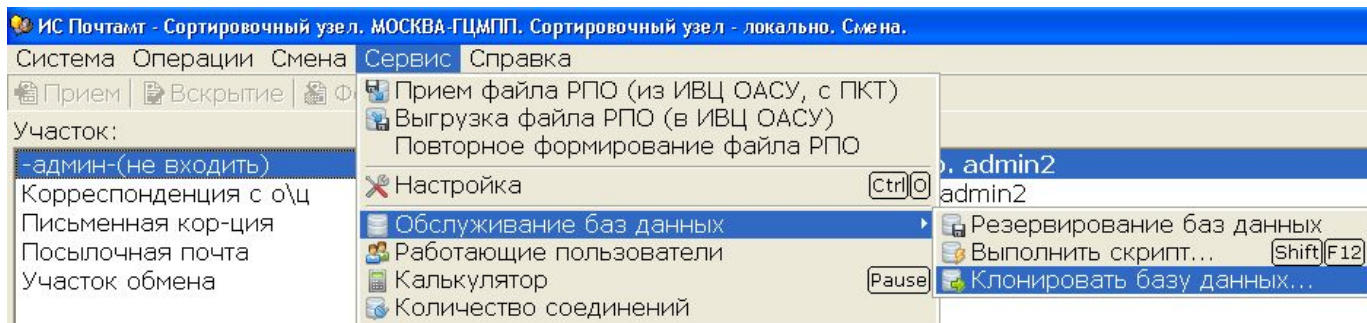 ИС Почтамт - Сортировочный узел. МОСКВА-ГЦМПП. Сортировочный узел - локально. Смена.
Система Операции Смена Сервис Справка
Прием Вскрытие
Участок:
-админ-(не входить)
Корреспонденция с о\ц
Письменная кор-ция
Посылочная почта
Участок обмена
Прием файла РПО (из ИВЦ ОАСУ, с ПКТ)
Выгрузка файла РПО (в ИВЦ ОАСУ)
Повторное формирование файла РПО
Настройка Ctrl O
Обслуживание баз данных
Работающие пользователи
Калькулятор Pause
Количество соединений
admin2
admin2
Резервирование баз данных
Выполнить скрипт... Shift F12
Клонировать базу данных...